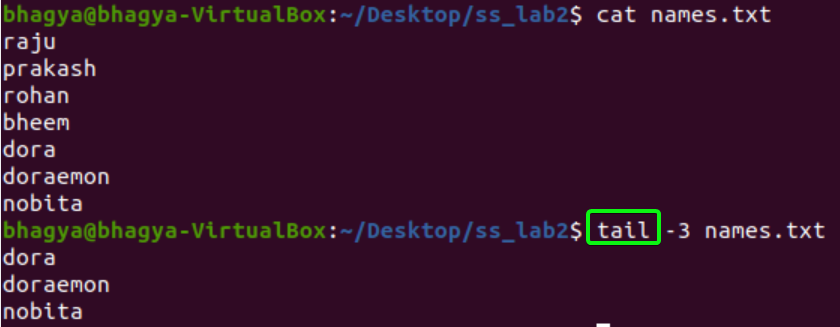 bhagya@bhagya-VirtualBox:~/Desktop/ss_lab2$ cat names.txt
raju
prakash
rohan
bheem
dora
doraemon
nobita
bhagya@bhagya-VirtualBox:~/Desktop/ss_lab2$ tail -3 names.txt
dora
doraemon
nobita